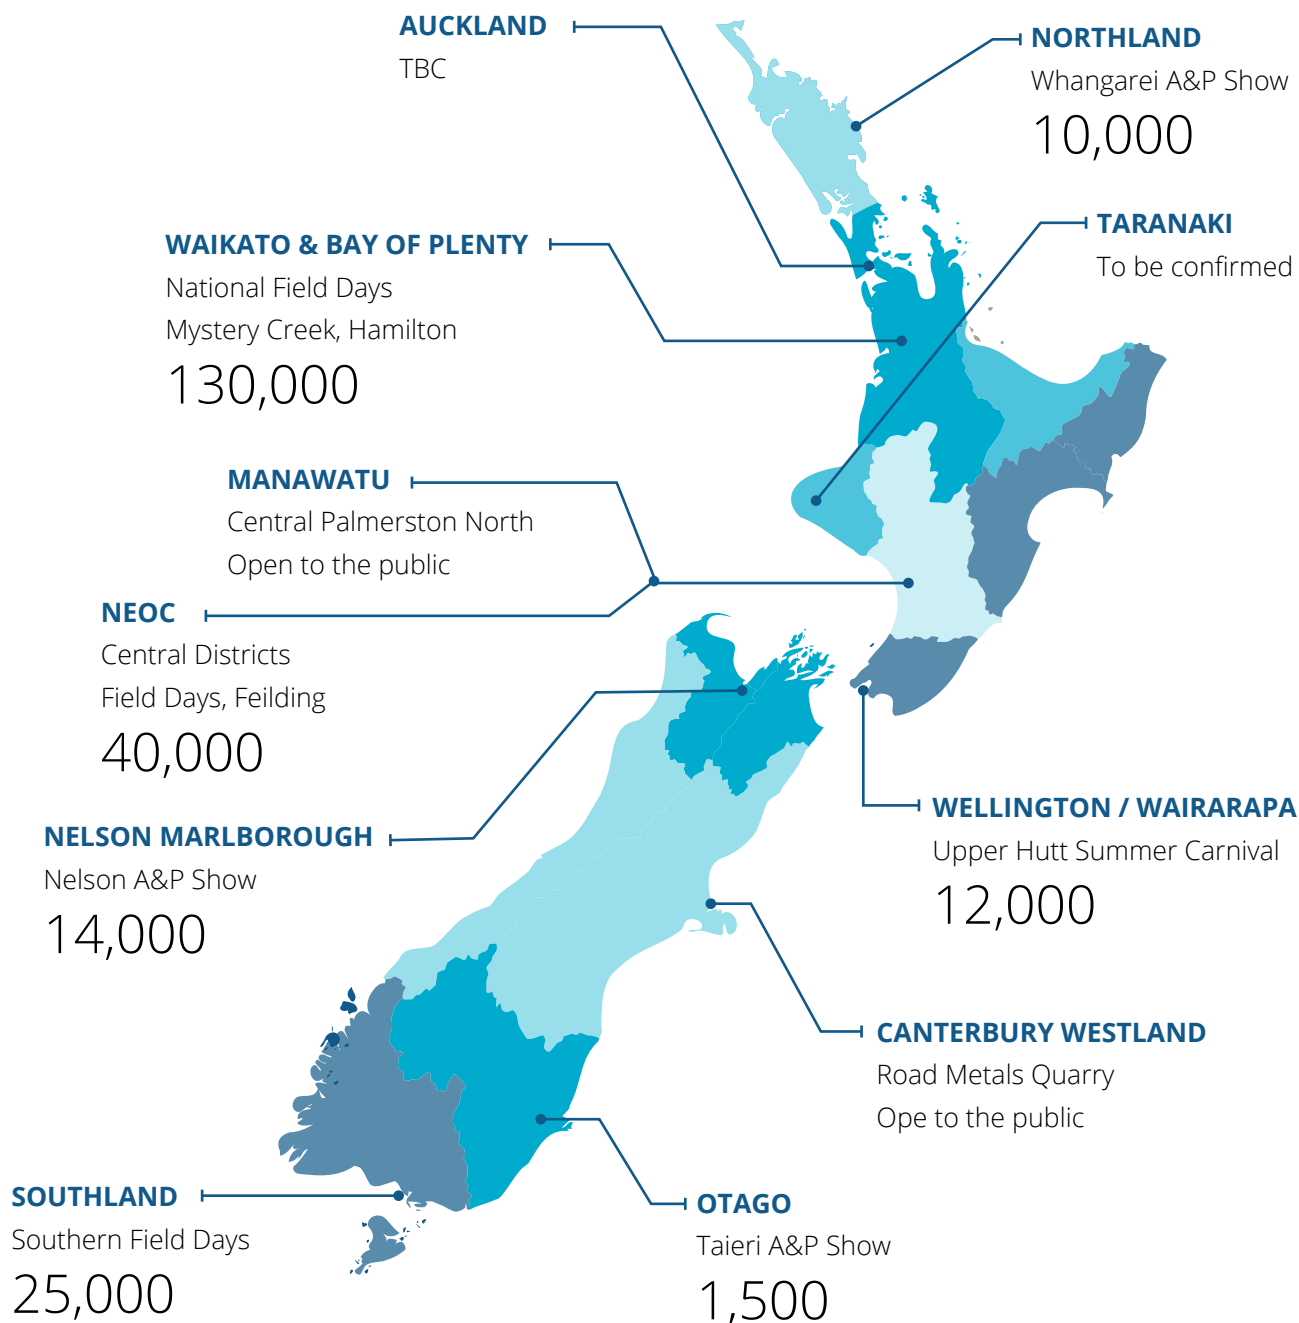 AUCKLAND
TBC
NORTHLAND
Whangarei A&P Show
10,000
WAIKATO & BAY OF PLENTY
National Field Days
Mystery Creek, Hamilton
130,000
TARANAKI
To be confirmed
MANAWATU
Central Palmerston North
Open to the public
NEOC
Central Districts
Field Days, Feilding
40,000
NELSON MARLBOROUGH
Nelson A&P Show
14,000
WELLINGTON / WAIRARAPA
Upper Hutt Summer Carnival
12,000
CANTERBURY WESTLAND
Road Metals Quarry
Ope to the public
SOUTHLAND
Southern Field Days
25,000
OTAGO
Taieri A&P Show
1,500